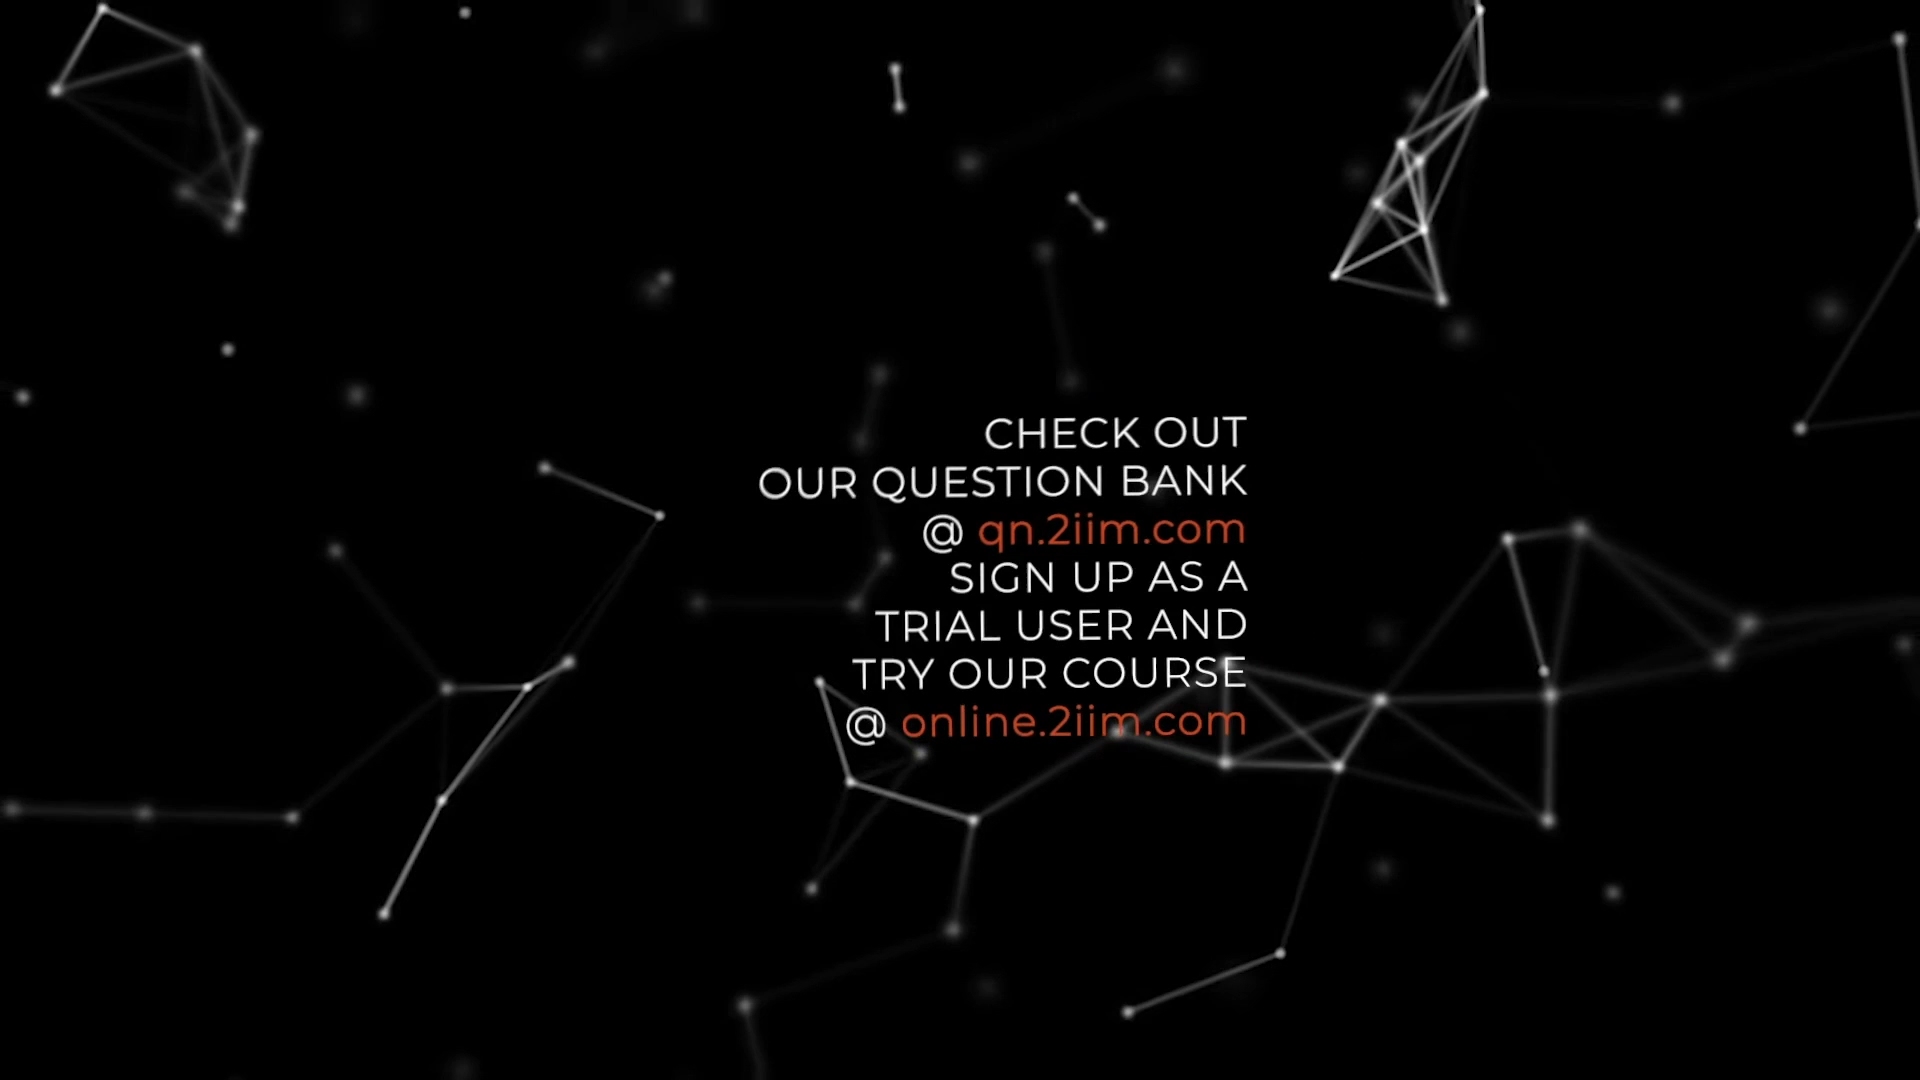 CHECK OUT
OUR QUESTION BANK
@ qn.2iim.com
SIGN UP AS A
TRIAL USER AND
TRY OUR COURSE
@ online.2iim.com